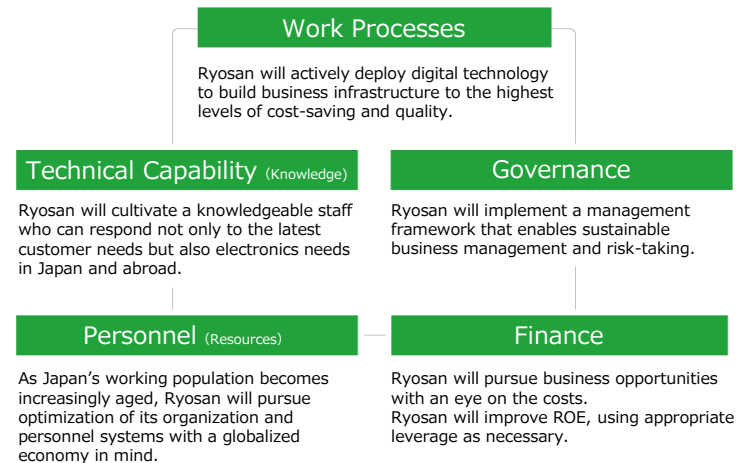 Work Processes
Ryosan will actively deploy digital technology
to build business infrastructure to the highest
levels of cost-saving and quality.
Technical Capability (Knowledge)
Ryosan will cultivate a knowledgeable staff
who can respond not only to the latest
customer needs but also electronics needs
in Japan and abroad.
Governance
Ryosan will implement a management
framework that enables sustainable
business management and risk-taking.
Personnel (Resources)
As Japan’s working population becomes
increasingly aged, Ryosan will pursue
optimization of its organization and
personnel systems with a globalized
economy in mind.
Finance
Ryosan will pursue business opportunities
with an eye on the costs.
Ryosan will improve ROE, using appropriate
leverage as necessary.